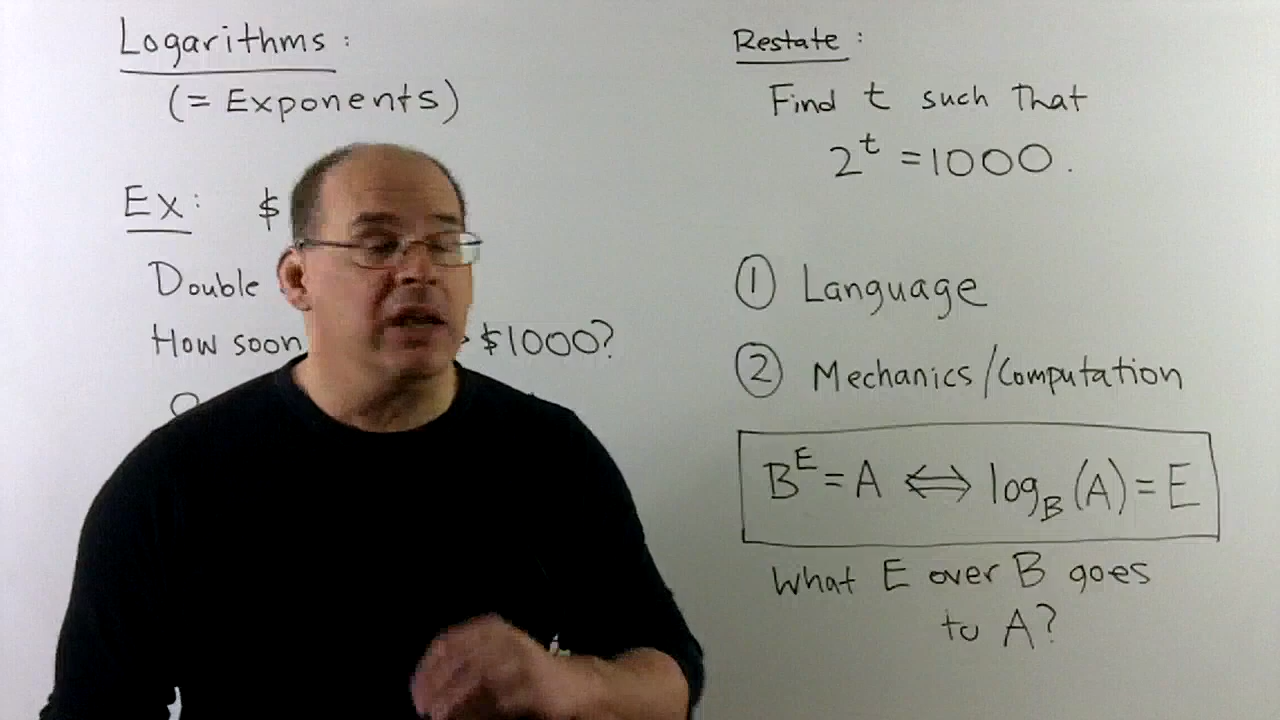 Logarithms :
(= Exponents)
Ex: $
Double
How soon $1000?
Restate :
Find t such that
2^t = 1000.
① Language
② Mechanics/Computation
B^E = A ⟺ log_B (A) = E
What E over B goes
to A?